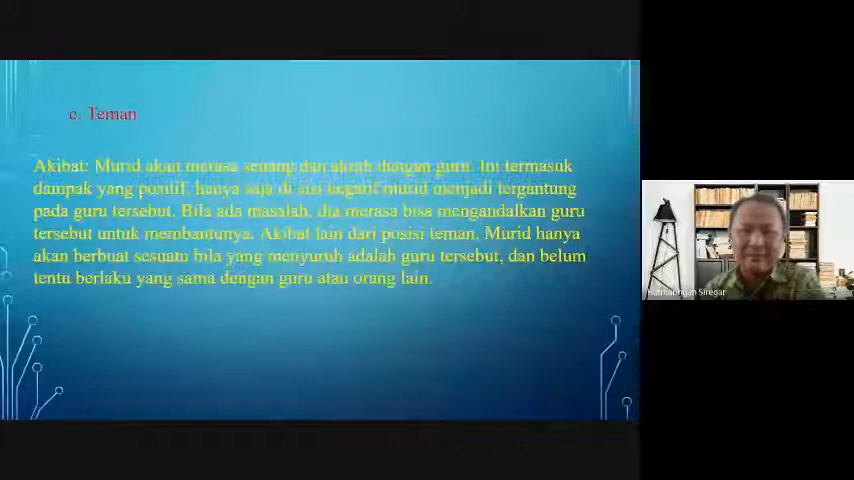 c. Teman
Akibat: Murid akan merasa senang dan akrab dengan guru. Ini termasuk
dampak yang positif, hanya saja di sisi negatif murid menjadi tergantung
pada guru tersebut. Bila ada masalah, dia merasa bisa mengandalkan guru
tersebut untuk membantunya. Akibat lain dari posisi teman, Murid hanya
akan berbuat sesuatu bila yang menyuruh adalah guru tersebut, dan belum
tentu berlaku yang sama dengan guru atau orang lain.
Siregar